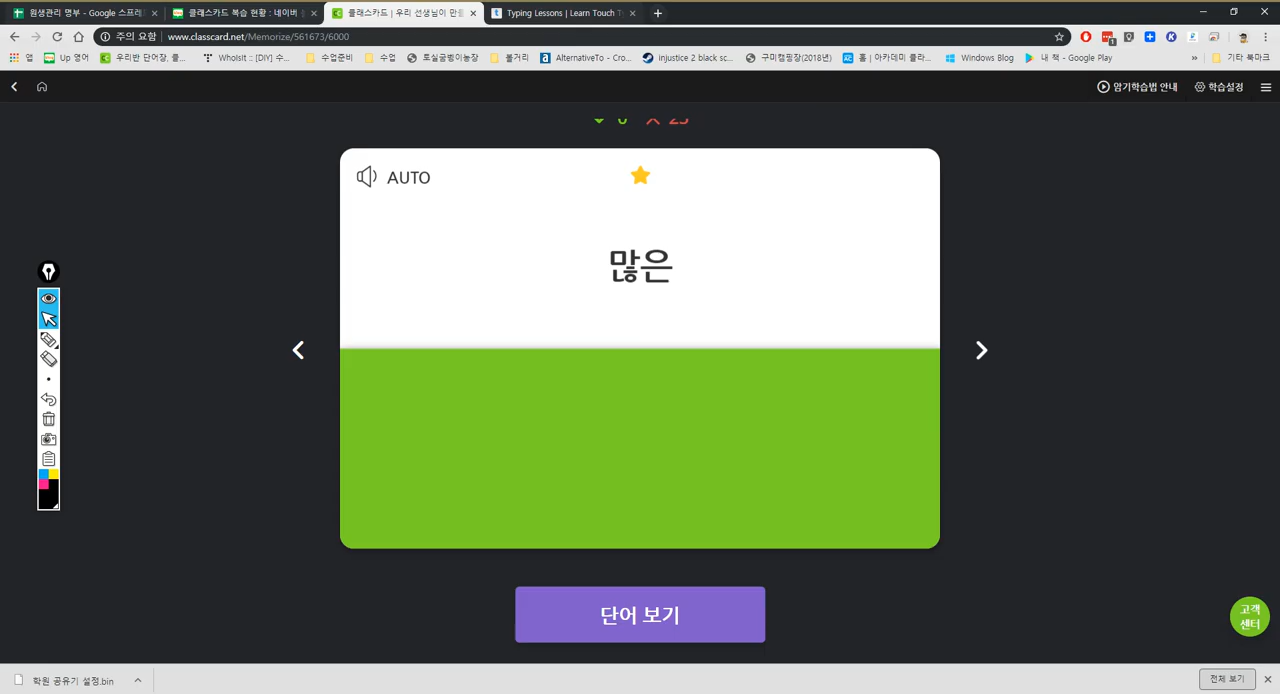 원생관리 명부 - Google 스프레
클래스카드 복습 현황 : 네이버
클래스카드 | 우리 선생님이 만들
Typing Lessons | Learn Touch T
주의 요함
www.classcard.net/Memorize/561673/6000
앱
Up 영어
우리반 단어장, 클...
WhoIst :: [DIY] 수...
수업준비
수업
토실굼벵이농장
볼거리
AlternativeTo - Cro...
injustice 2 black sc...
구미캠핑장(2018년)
홈 | 아카데미 클라...
Windows Blog
내 책 - Google Play
»
기타 북마크
암기학습법 안내
학습설정
AUTO
많은
단어 보기
고객
센터
학원 공유기 설정.bin
전체 보기